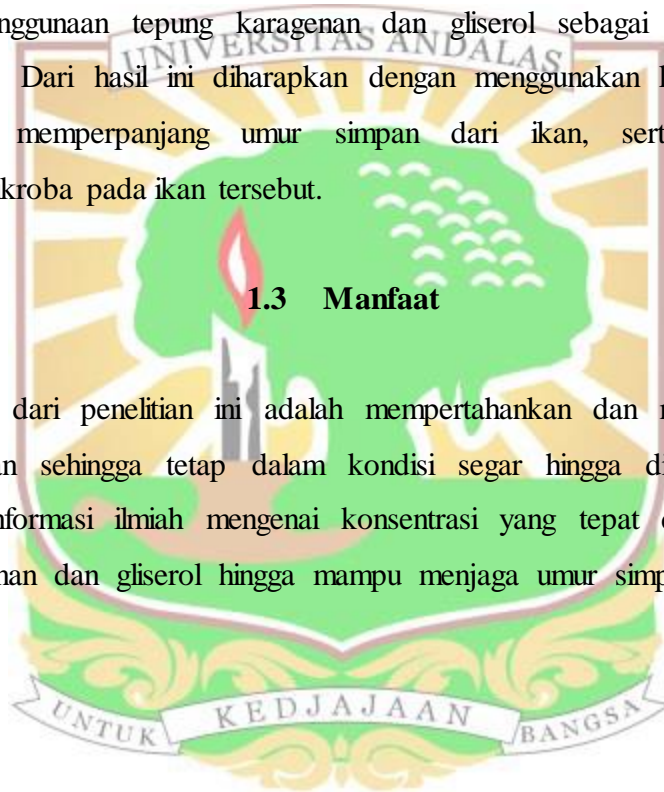 nggunaan tepung karagenan dan gliserol sebagai
UNIVERSITAS ANDALAS
Dari hasil ini diharapkan dengan menggunakan
memperpanjang umur simpan dari ikan, sert
kroba pada ikan tersebut.
1.3 Manfaat
dari penelitian ini adalah mempertahankan dan
n sehingga tetap dalam kondisi segar hingga di
nformasi ilmiah mengenai konsentrasi yang tepat
nan dan gliserol hingga mampu menjaga umur simp
UNTUK KEDJAJAAN BANGSA